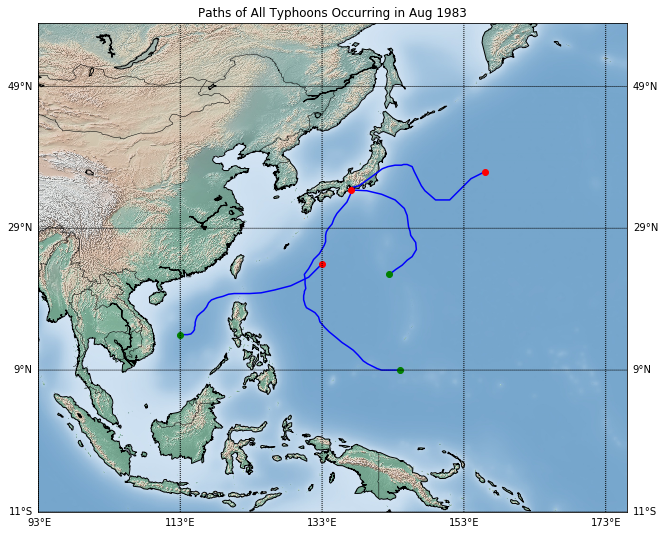 Paths of All Typhoons Occurring in Aug 1983
49°N 49°N
29°N 29°N
9°N 9°N
11°S 11°S
93°E 113°E 133°E 153°E 173°E